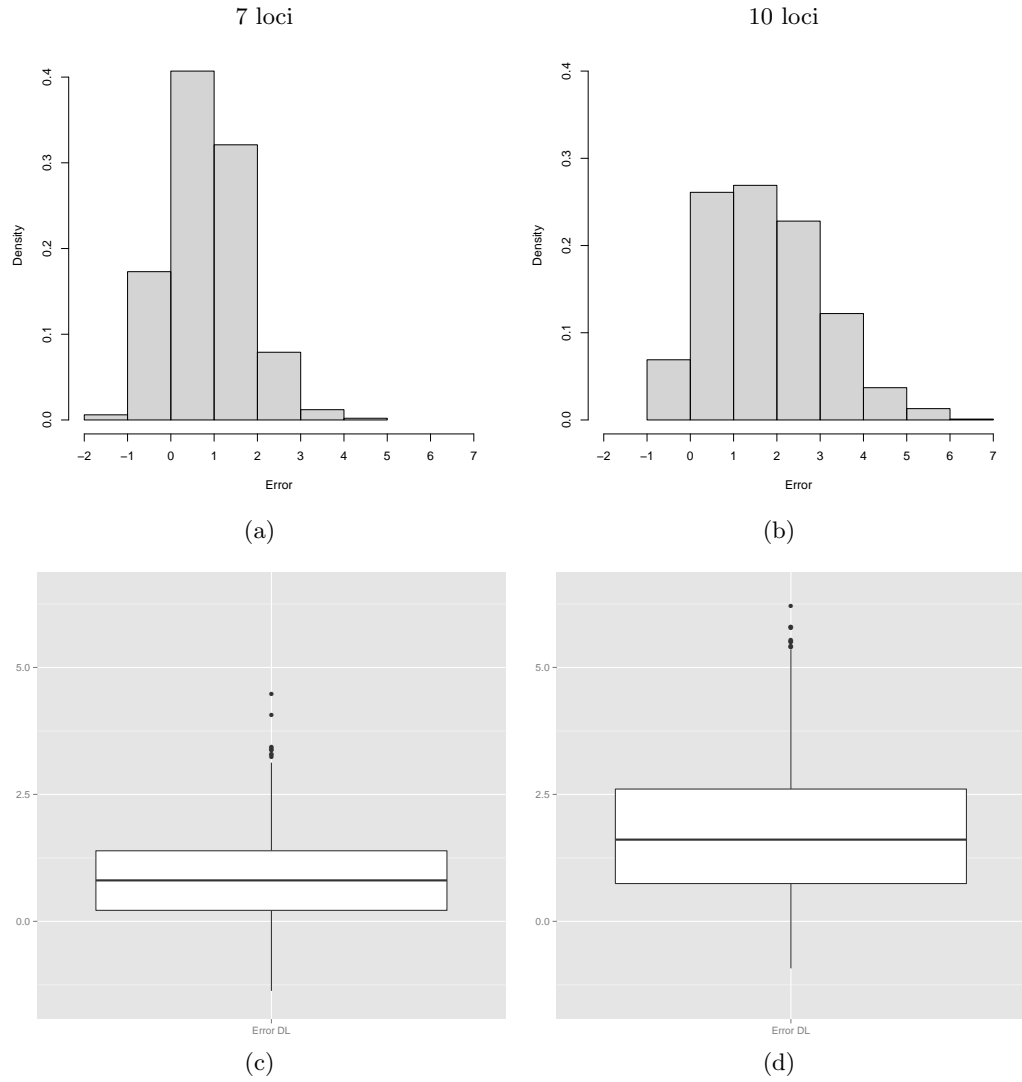 7 loci
10 loci
Density
0.0 0.1 0.2 0.3 0.4
−2 −1 0 1 2 3 4 5 6 7
Error
(a)
Density
0.0 0.1 0.2 0.3 0.4
−2 −1 0 1 2 3 4 5 6 7
Error
(b)
5.0
2.5
0.0
Error DL
(c)
5.0
2.5
0.0
Error DL
(d)